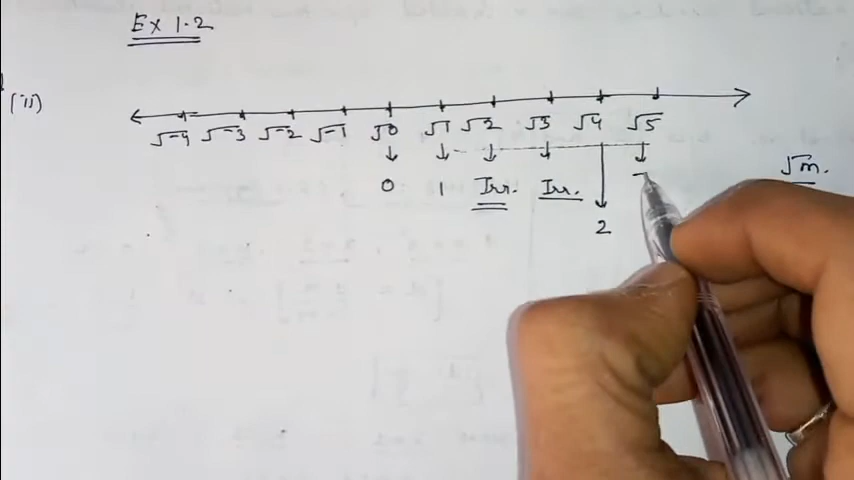 Ex 1.2
(ii)
√-4 √-3 √-2 √-1 √0 √1 √2 √3 √4 √5
√m.
0 1 Irr. Irr.
2